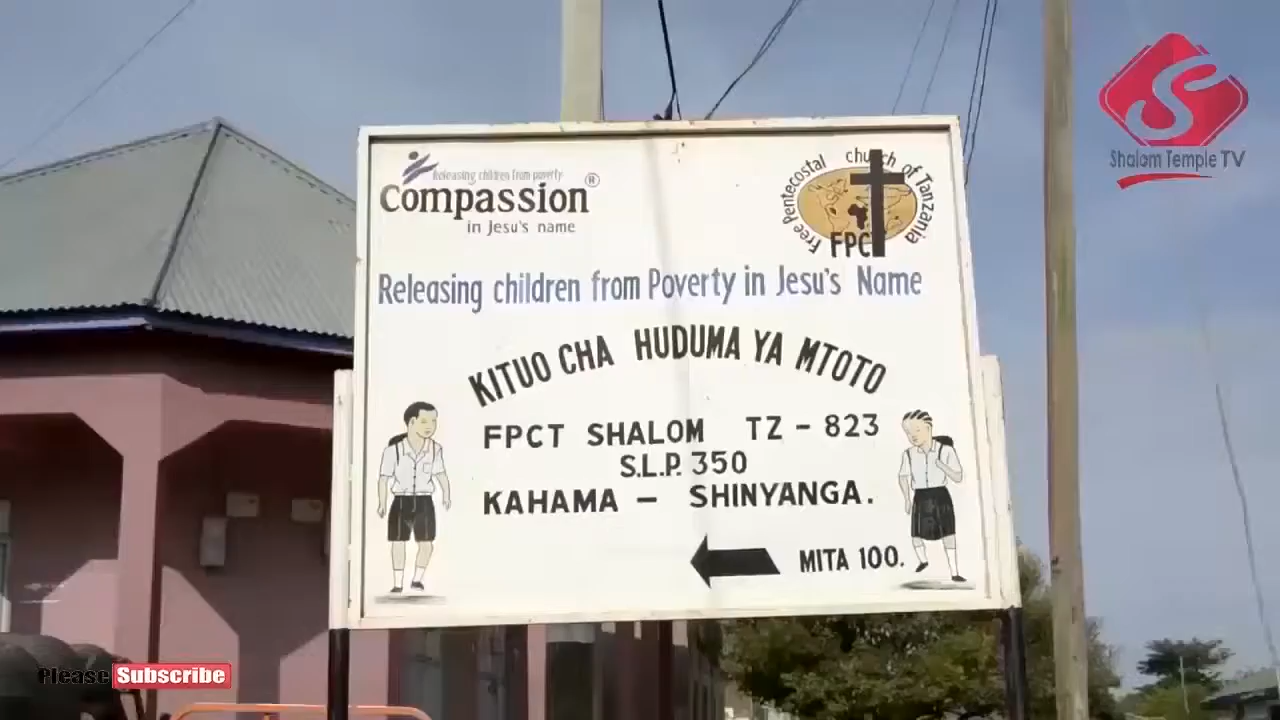 Releasing children from poverty
Compassion®
in Jesu's name
Free Pentecostal church of Tanzania
FPCT
Releasing children from Poverty in Jesu's Name
KITUO CHA HUDUMA YA MTOTO
FPCT SHALOM TZ - 823
S.L.P. 350
KAHAMA - SHINYANGA.
MITA 100.
Shalom Temple TV
Please Subscribe